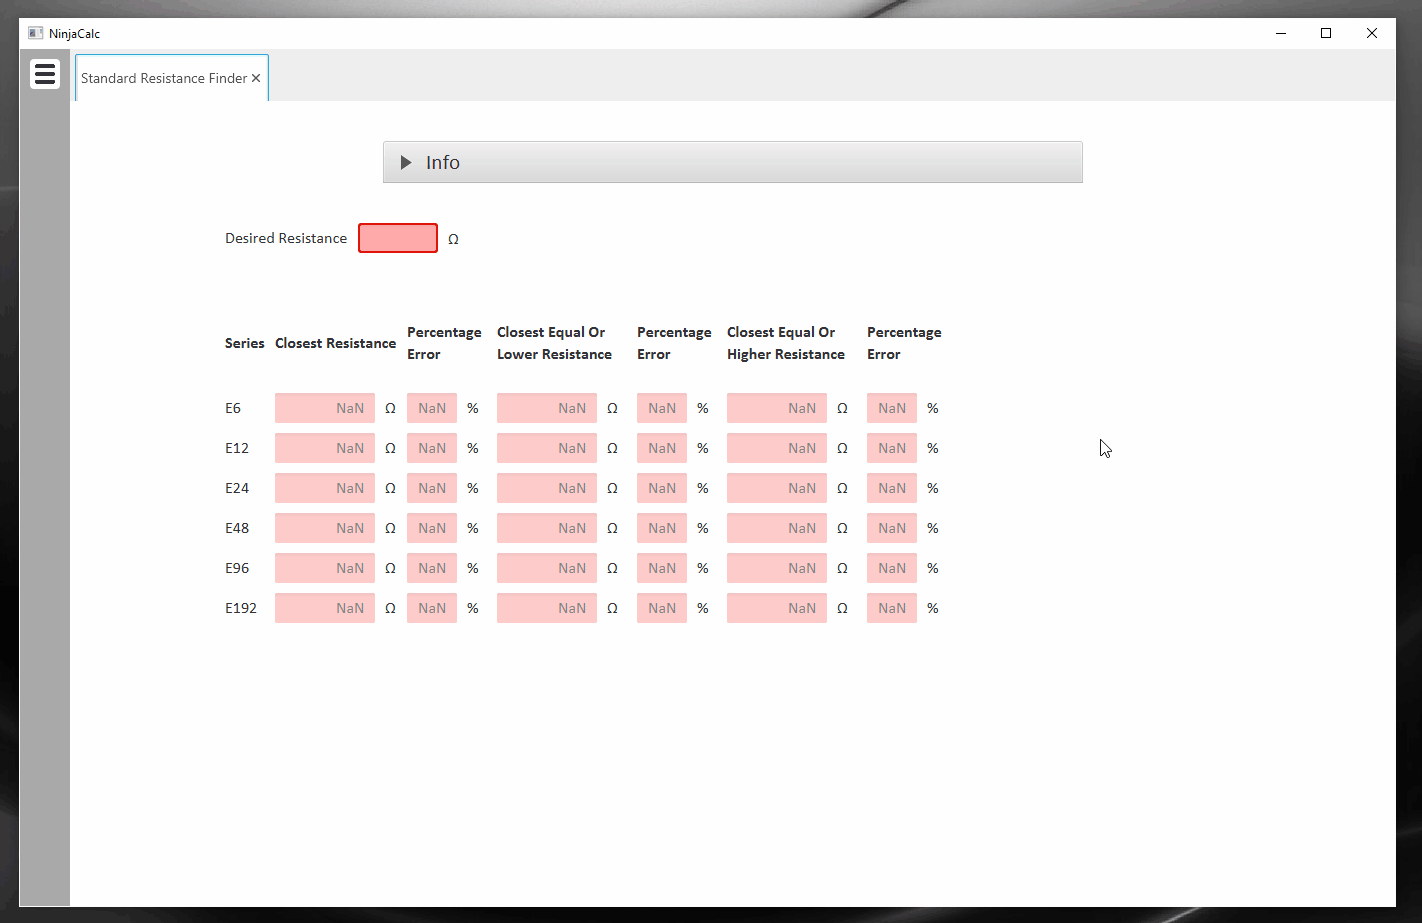 NinjaCalc
Standard Resistance Finder
Info
Desired Resistance Ω
Series Closest Resistance Percentage Error Closest Equal Or Lower Resistance Percentage Error Closest Equal Or Higher Resistance Percentage Error
E6 NaN Ω NaN % NaN Ω NaN % NaN Ω NaN %
E12 NaN Ω NaN % NaN Ω NaN % NaN Ω NaN %
E24 NaN Ω NaN % NaN Ω NaN % NaN Ω NaN %
E48 NaN Ω NaN % NaN Ω NaN % NaN Ω NaN %
E96 NaN Ω NaN % NaN Ω NaN % NaN Ω NaN %
E192 NaN Ω NaN % NaN Ω NaN % NaN Ω NaN %